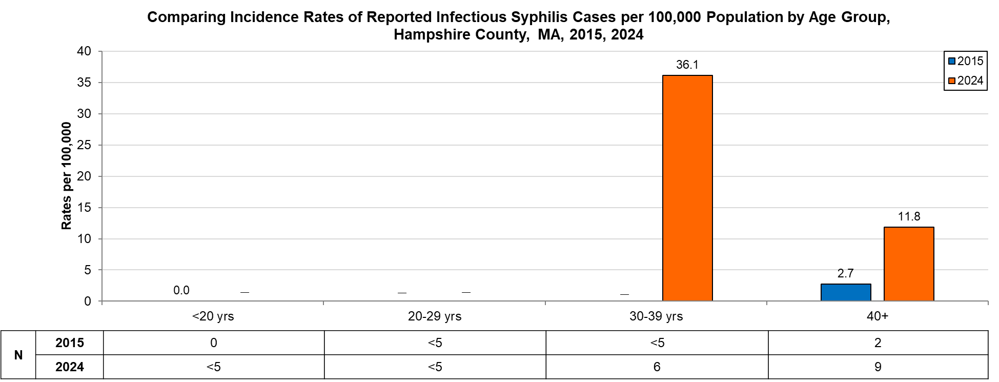 Comparing Incidence Rates of Reported Infectious Syphilis Cases per 100,000 Population by Age Group,
Hampshire County, MA, 2015, 2024
Rates per 100,000
40
35
30
25
20
15
10
5
0
2015
2024
0.0 —
— —
— 36.1
2.7 11.8
<20 yrs 20-29 yrs 30-39 yrs 40+
N
2015 0 <5 <5 2
2024 <5 <5 6 9